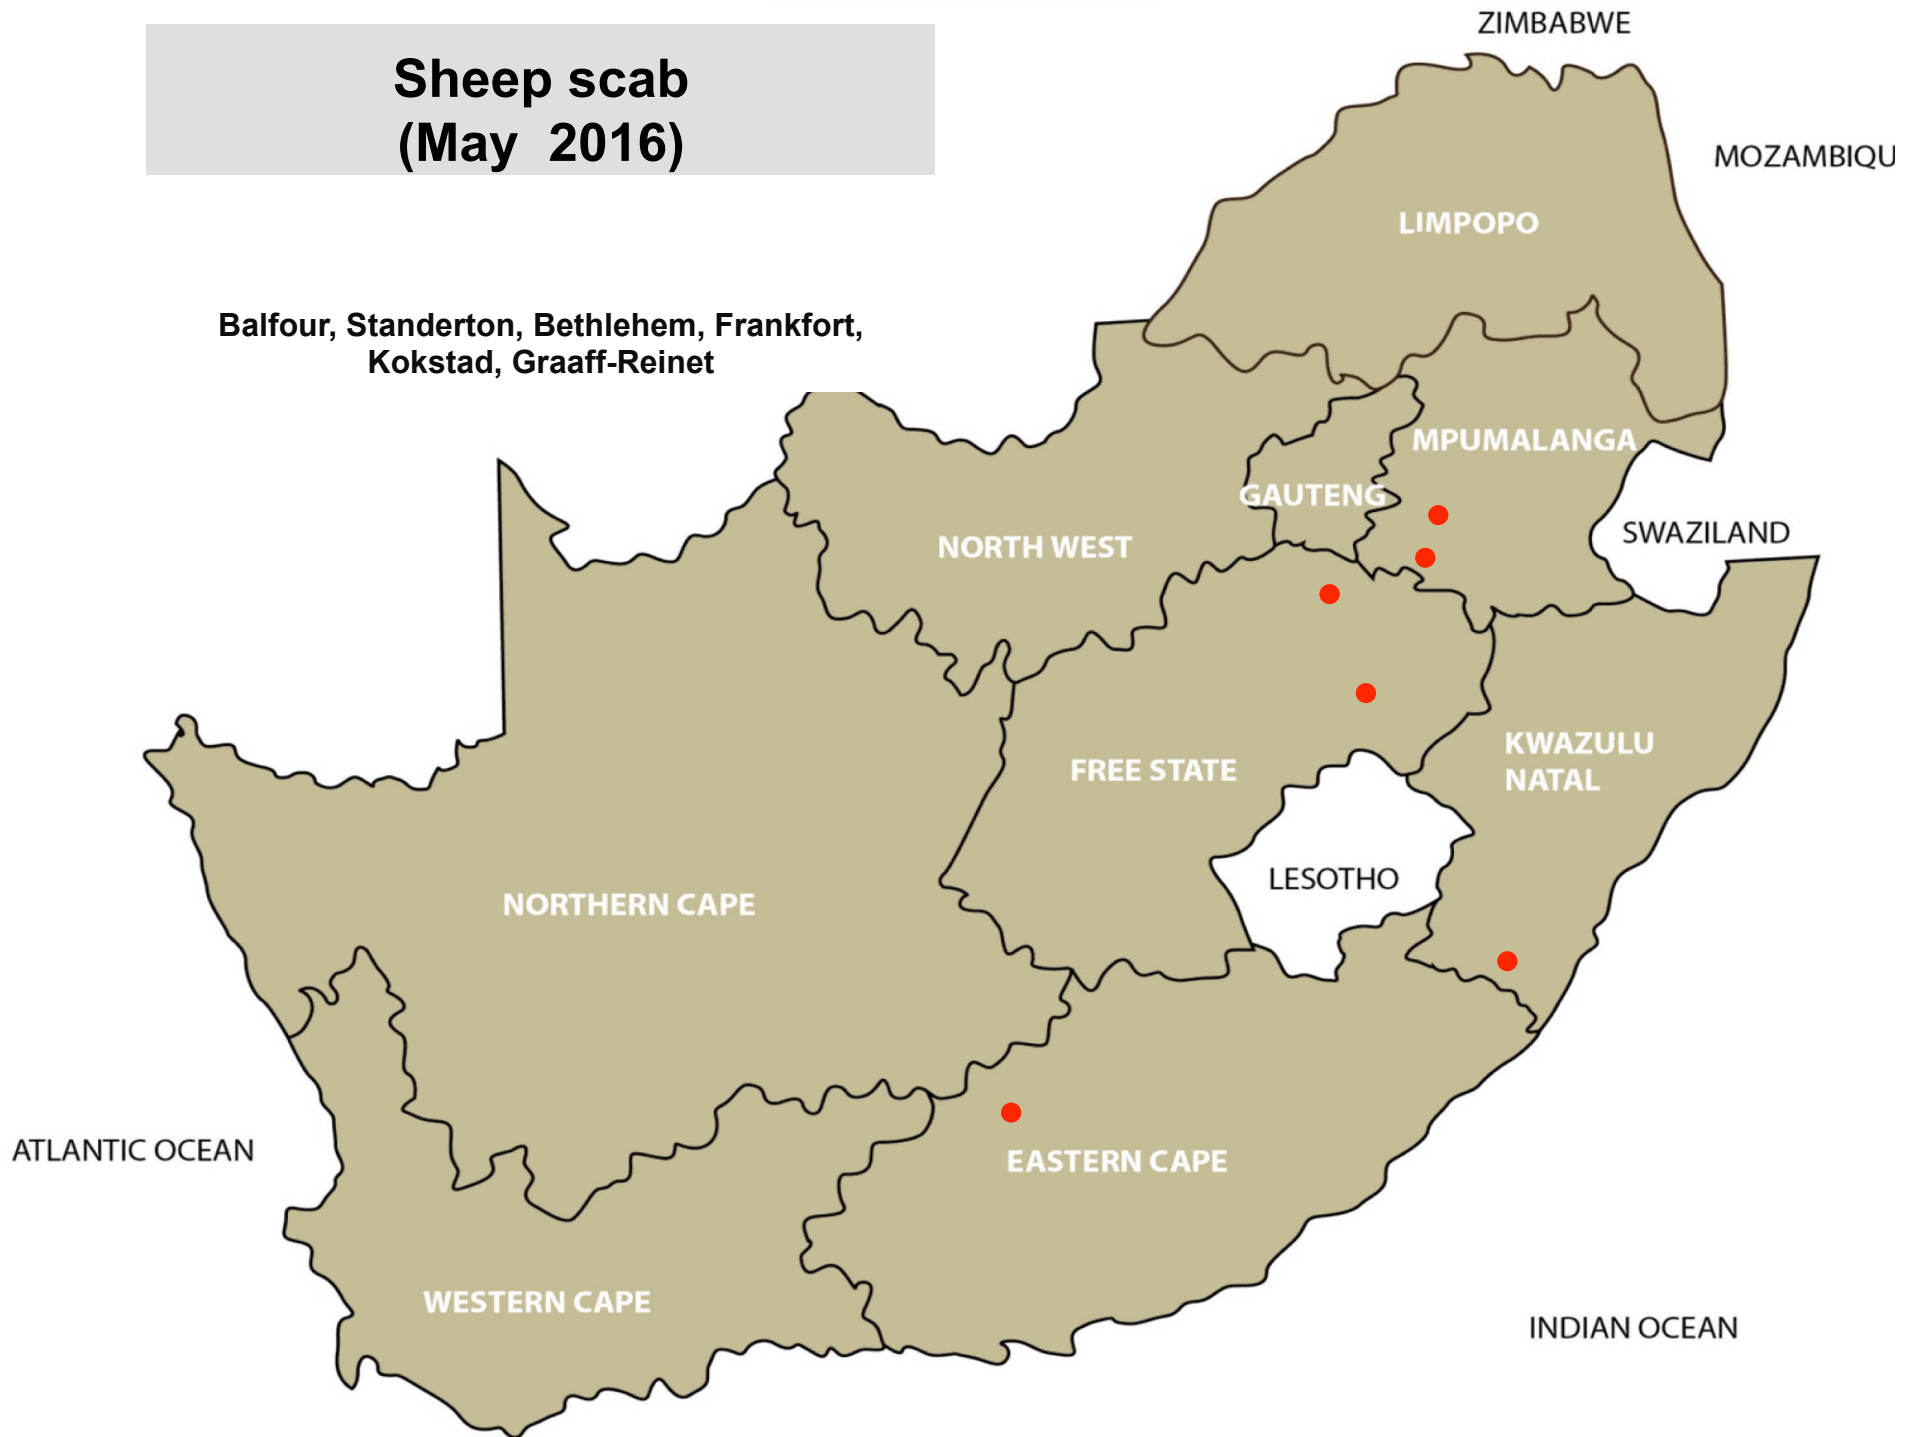 ZIMBABWE
Sheep scab
(May 2016)
MOZAMBIQU
LIMPOPO
Balfour, Standerton, Bethlehem, Frankfort,
Kokstad, Graaff-Reinet
MPUMALANGA
GAUTENG
SWAZILAND
NORTH WEST
KWAZULU
NATAL
FREE STATE
LESOTHO
NORTHERN CAPE
ATLANTIC OCEAN
EASTERN CAPE
WESTERN CAPE
INDIAN OCEAN